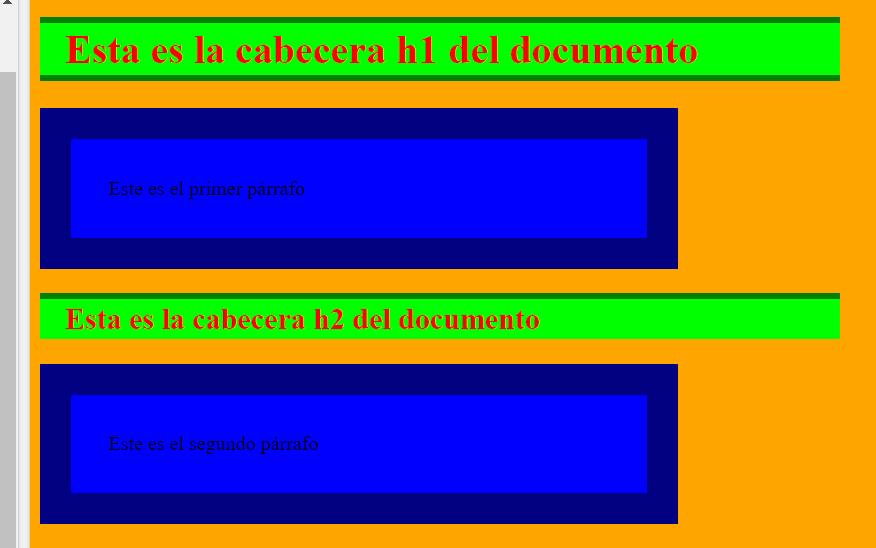 Esta es la cabecera h1 del documento
Este es el primer párrafo
Esta es la cabecera h2 del documento
Este es el segundo párrafo